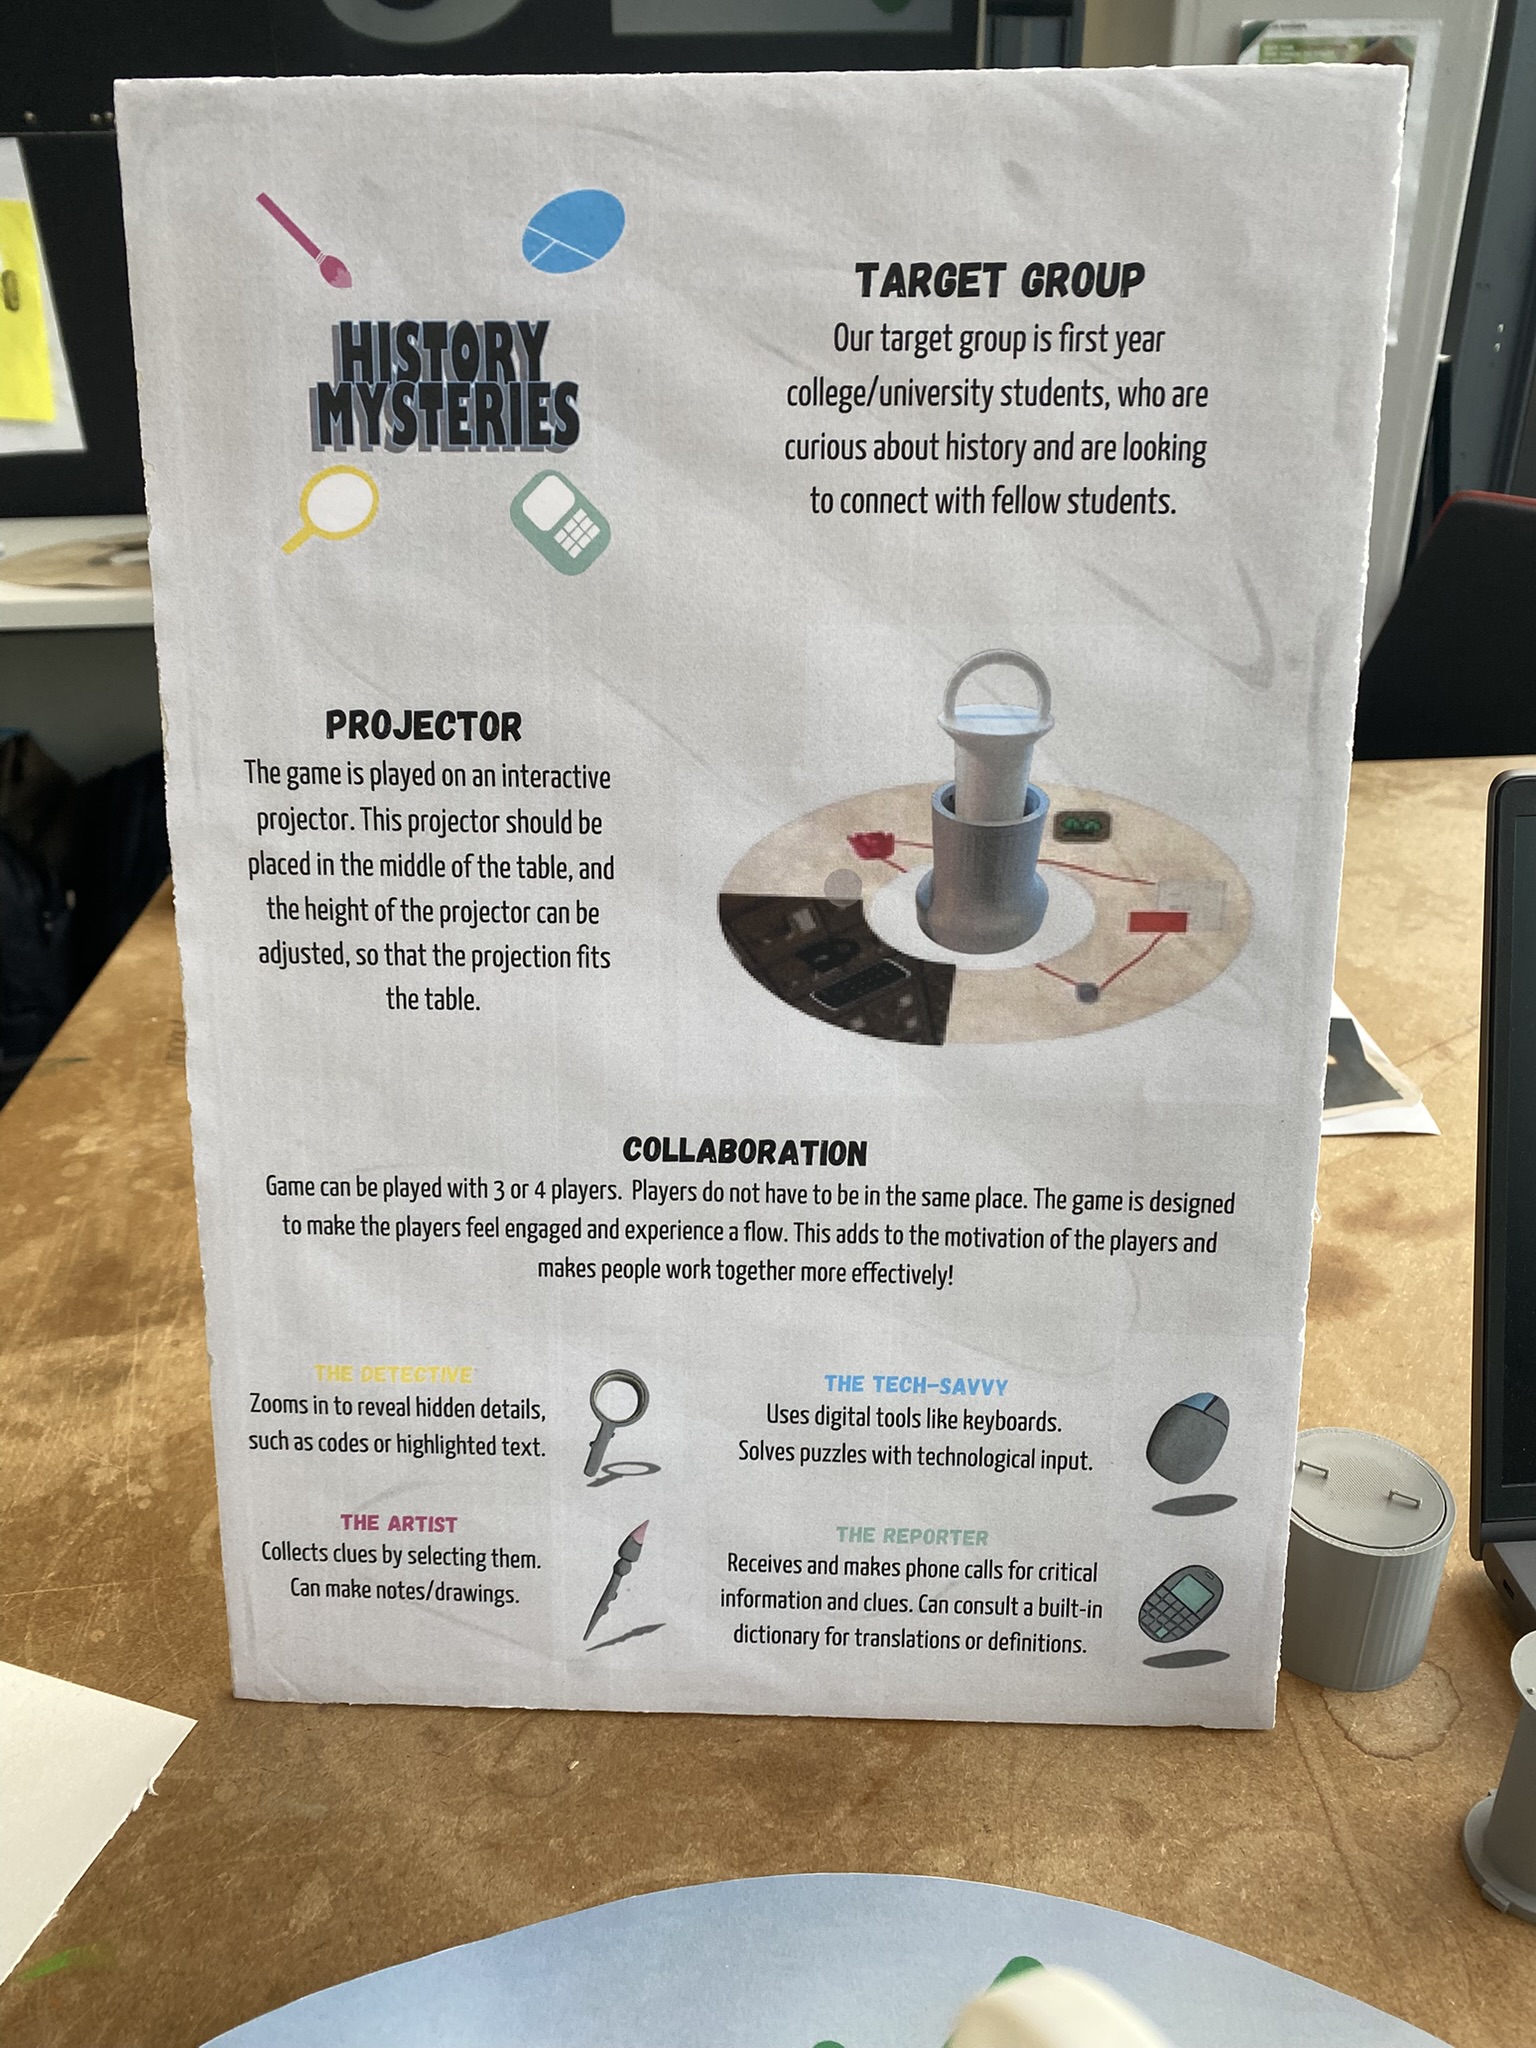 HISTORY
MYSTERIES
TARGET GROUP
Our target group is first year
college/university students, who are
curious about history and are looking
to connect with fellow students.
PROJECTOR
The game is played on an interactive
projector. This projector should be
placed in the middle of the table, and
the height of the projector can be
adjusted, so that the projection fits
the table.
COLLABORATION
Game can be played with 3 or 4 players. Players do not have to be in the same place. The game is designed
to make the players feel engaged and experience a flow. This adds to the motivation of the players and
makes people work together more effectively!
THE DETECTIVE
Zooms in to reveal hidden details,
such as codes or highlighted text.
THE TECH-SAVVY
Uses digital tools like keyboards.
Solves puzzles with technological input.
THE ARTIST
Collects clues by selecting them.
Can make notes/drawings.
THE REPORTER
Receives and makes phone calls for critical
information and clues. Can consult a built-in
dictionary for translations or definitions.